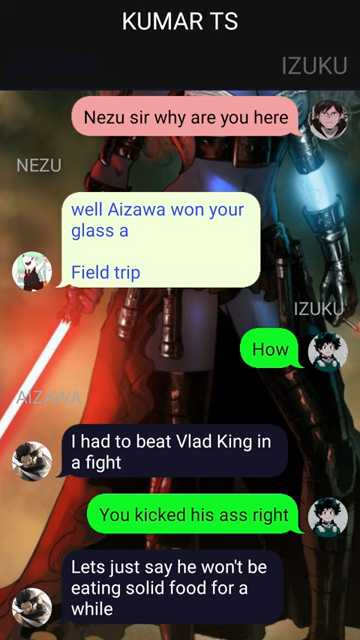 KUMAR TS
AIZAWA
IZUKU
Nezu sir why are you here
NEZU
well Aizawa won your
glass a
Field trip
IZUKU
How
AIZAWA
I had to beat Vlad King in
a fight
You kicked his ass right
Lets just say he won't be
eating solid food for a
while